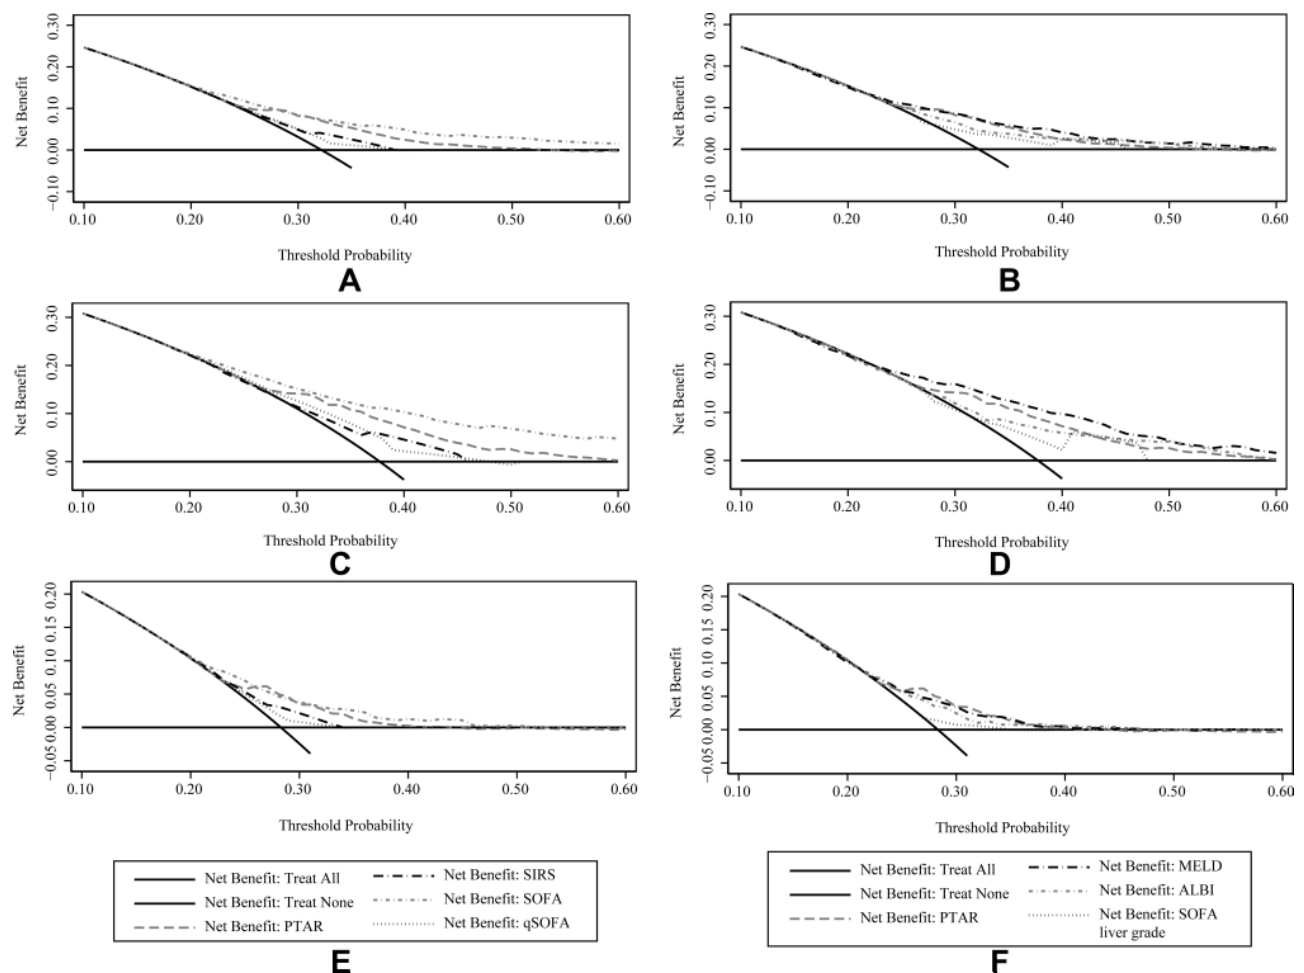 0.30
0.20
0.10
0.00
−0.10
Net Benefit
0.10 0.20 0.30 0.40 0.50 0.60
Threshold Probability
A
0.30
0.20
0.10
0.00
−0.10
Net Benefit
0.10 0.20 0.30 0.40 0.50 0.60
Threshold Probability
B
0.30
0.20
0.10
0.00
Net Benefit
0.10 0.20 0.30 0.40 0.50 0.60
Threshold Probability
C
0.30
0.20
0.10
0.00
Net Benefit
0.10 0.20 0.30 0.40 0.50 0.60
Threshold Probability
D
0.20
0.15
0.10
0.05
0.00
−0.05
Net Benefit
0.10 0.20 0.30 0.40 0.50 0.60
Threshold Probability
Net Benefit: Treat All
Net Benefit: Treat None
Net Benefit: PTAR
Net Benefit: SIRS
Net Benefit: SOFA
Net Benefit: qSOFA
E
0.20
0.15
0.10
0.05
0.00
−0.05
Net Benefit
0.10 0.20 0.30 0.40 0.50 0.60
Threshold Probability
Net Benefit: Treat All
Net Benefit: Treat None
Net Benefit: PTAR
Net Benefit: MELD
Net Benefit: ALBI
Net Benefit: SOFA
liver grade
F